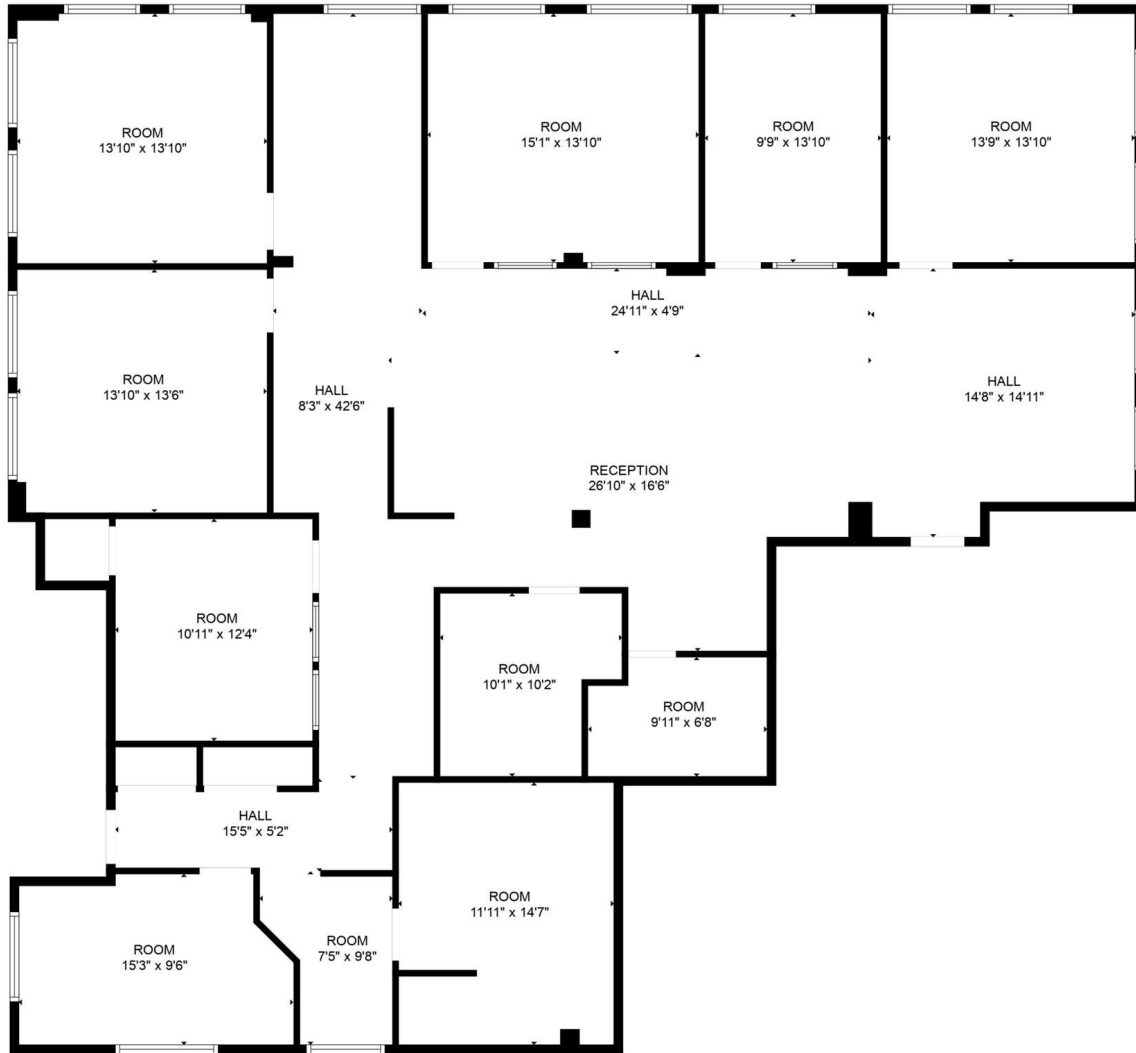 ROOM
13'10" x 13'10"
ROOM
15'1" x 13'10"
ROOM
9'9" x 13'10"
ROOM
13'9" x 13'10"
HALL
24'11" x 4'9"
ROOM
13'10" x 13'6"
HALL
8'3" x 42'6"
HALL
14'8" x 14'11"
RECEPTION
26'10" x 16'6"
ROOM
10'11" x 12'4"
ROOM
10'1" x 10'2"
ROOM
9'11" x 6'8"
HALL
15'5" x 5'2"
ROOM
11'11" x 14'7"
ROOM
15'3" x 9'6"
ROOM
7'5" x 9'8"